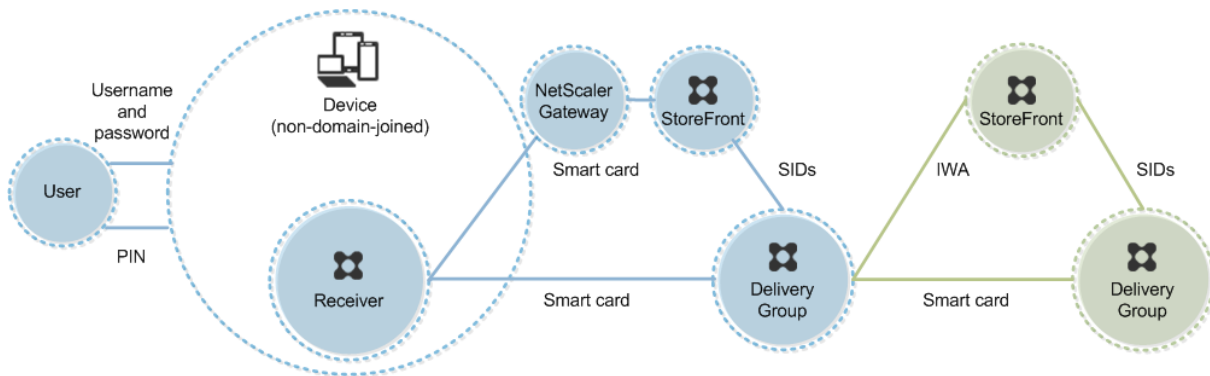 Username
and
password
User
PIN
Device
(non-domain-joined)
Receiver
NetScaler
Gateway
StoreFront
Smart card
SIDs
Smart card
Delivery
Group
IWA
StoreFront
SIDs
Smart card
Delivery
Group